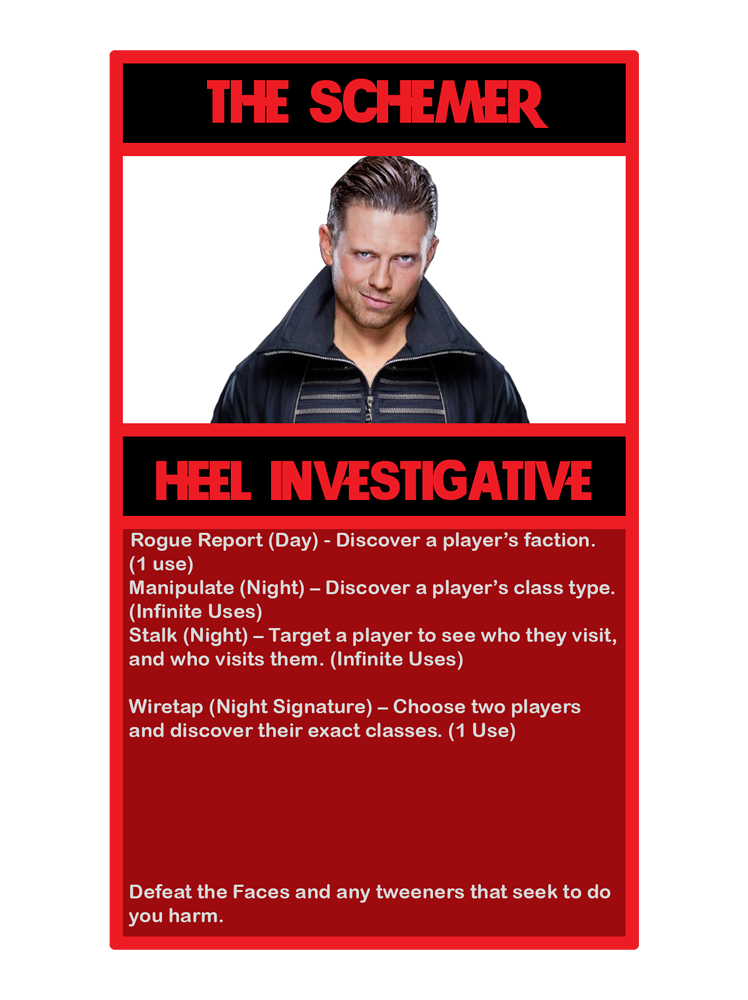 THE SCHEMER
HEEL INVESTIGATIVE
Rogue Report (Day) - Discover a player’s faction.
(1 use)
Manipulate (Night) – Discover a player’s class type.
(Infinite Uses)
Stalk (Night) – Target a player to see who they visit,
and who visits them. (Infinite Uses)
Wiretap (Night Signature) – Choose two players
and discover their exact classes. (1 Use)
Defeat the Faces and any tweeners that seek to do
you harm.